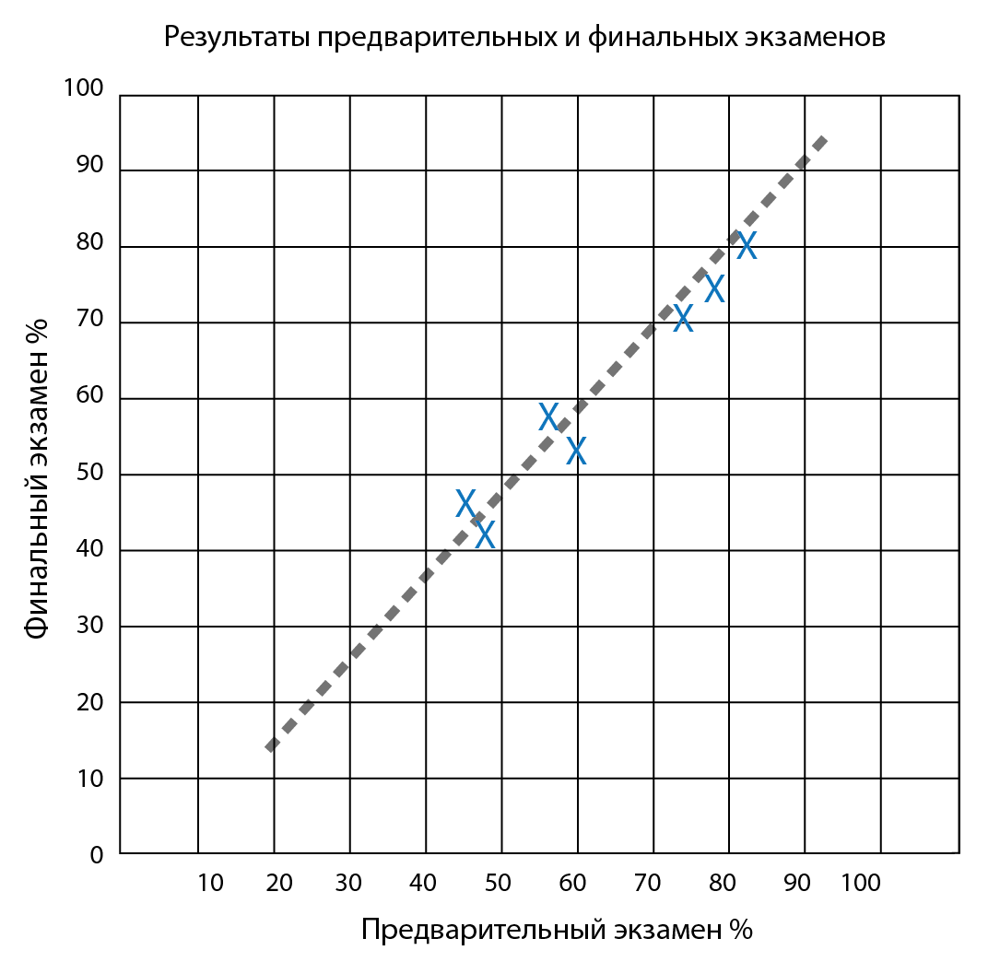 Результаты предварительных и финальных экзаменов
100
90
80
70
60
50
40
30
20
10
0
Финальный экзамен %
10 20 30 40 50 60 70 80 90 100
Предварительный экзамен %